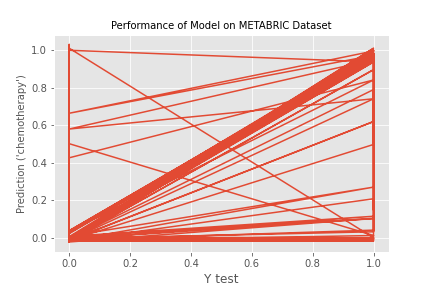 Performance of Model on METABRIC Dataset
1.0
0.8
0.6
0.4
0.2
0.0
Prediction ('chemotherapy')
0.0 0.2 0.4 0.6 0.8 1.0
Y test